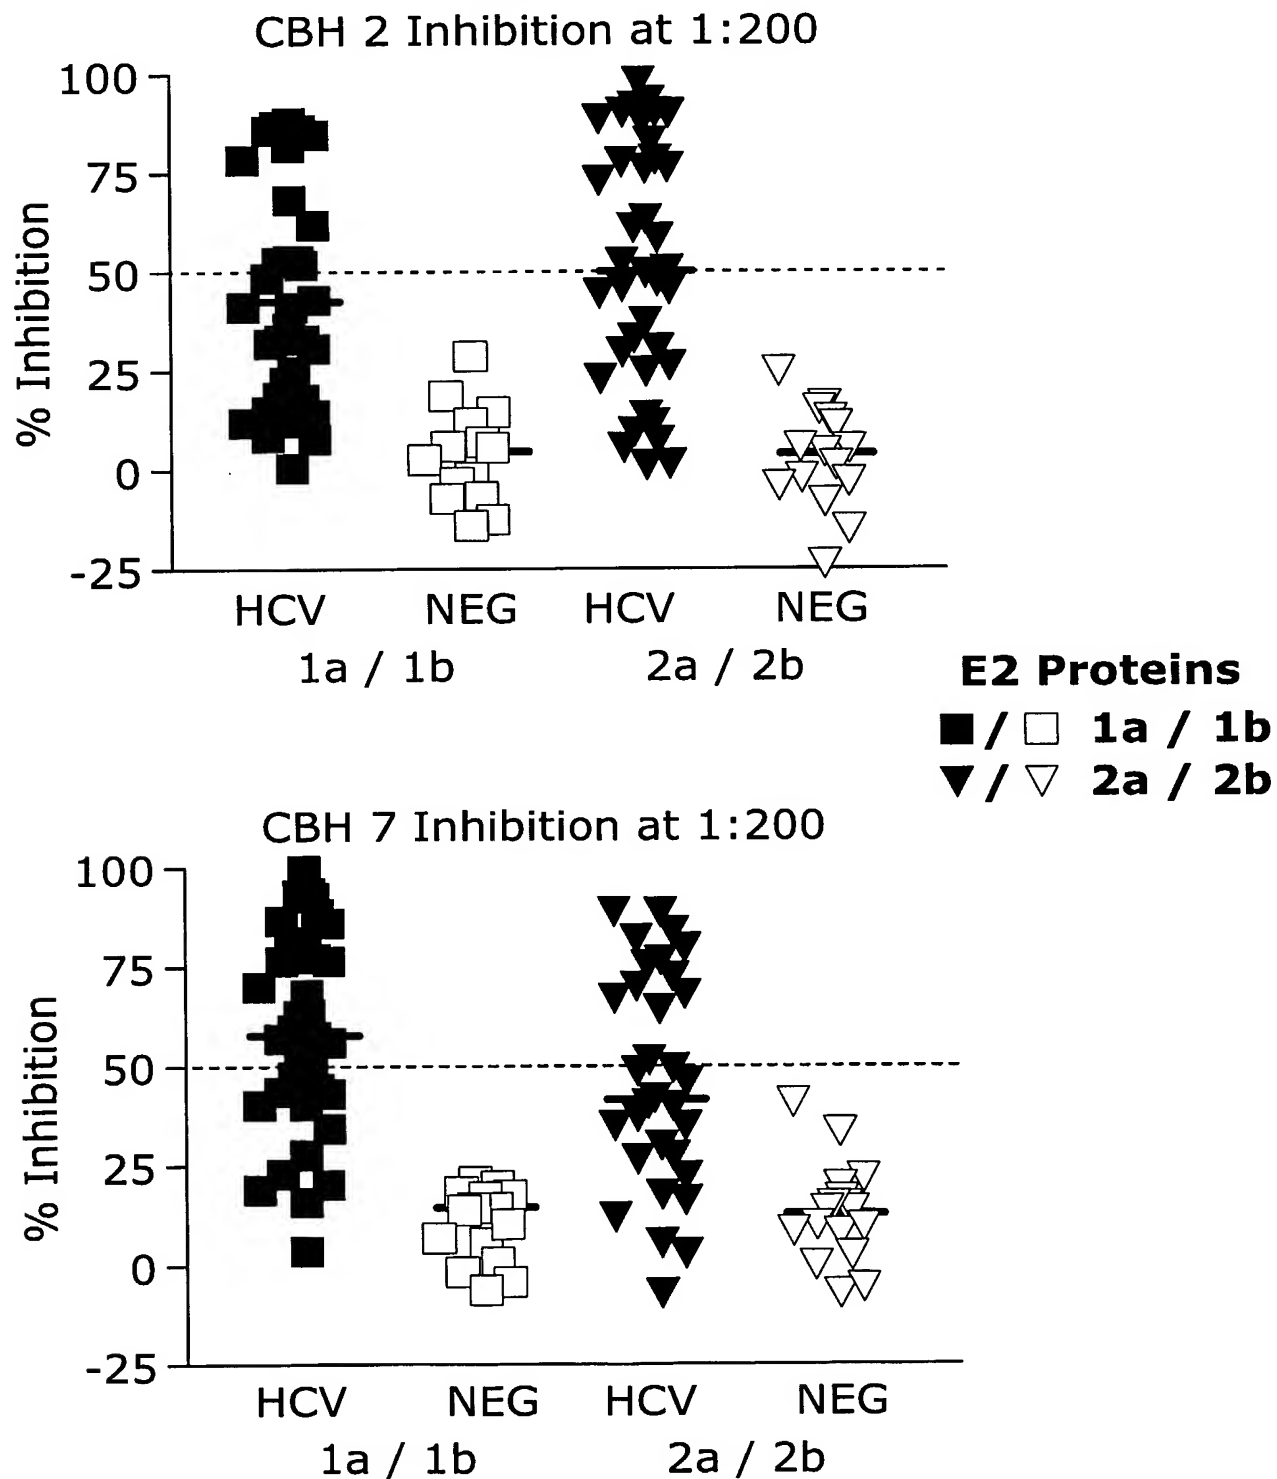 CBH 2 Inhibition at 1:200
100
75
50
25
0
-25
% Inhibition
HCV NEG HCV NEG
1a / 1b 2a / 2b
E2 Proteins
■ / □ 1a / 1b
▼ / ▽ 2a / 2b
CBH 7 Inhibition at 1:200
100
75
50
25
0
-25
% Inhibition
HCV NEG HCV NEG
1a / 1b 2a / 2b